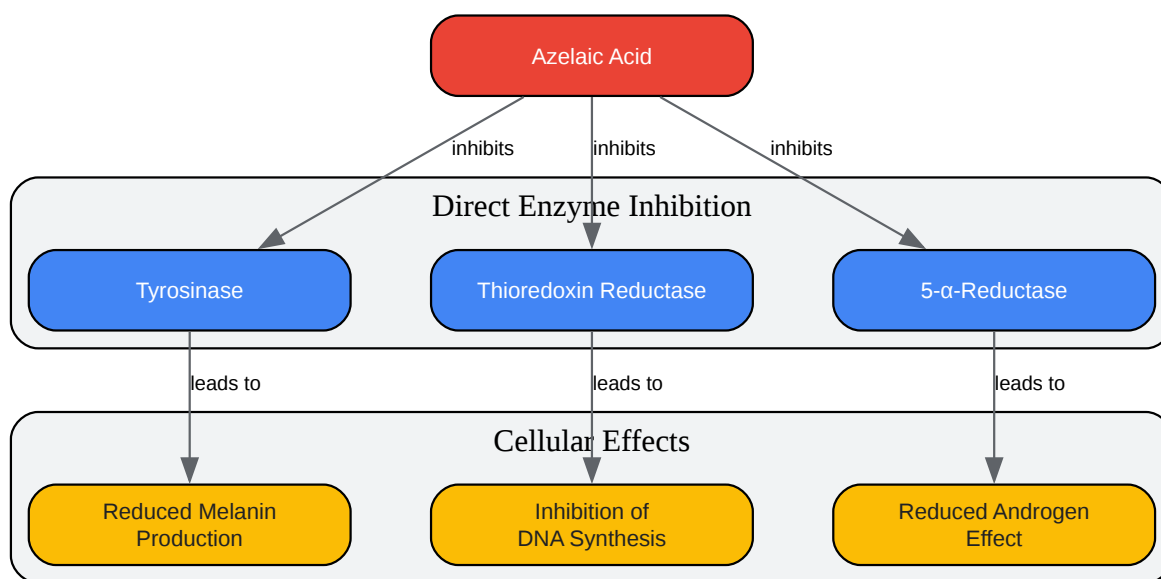 Azelaic Acid
inhibits
inhibits
inhibits
Direct Enzyme Inhibition
Tyrosinase
Thioredoxin Reductase
5-α-Reductase
leads to
leads to
leads to
Cellular Effects
Reduced Melanin
Production
Inhibition of
DNA Synthesis
Reduced Androgen
Effect